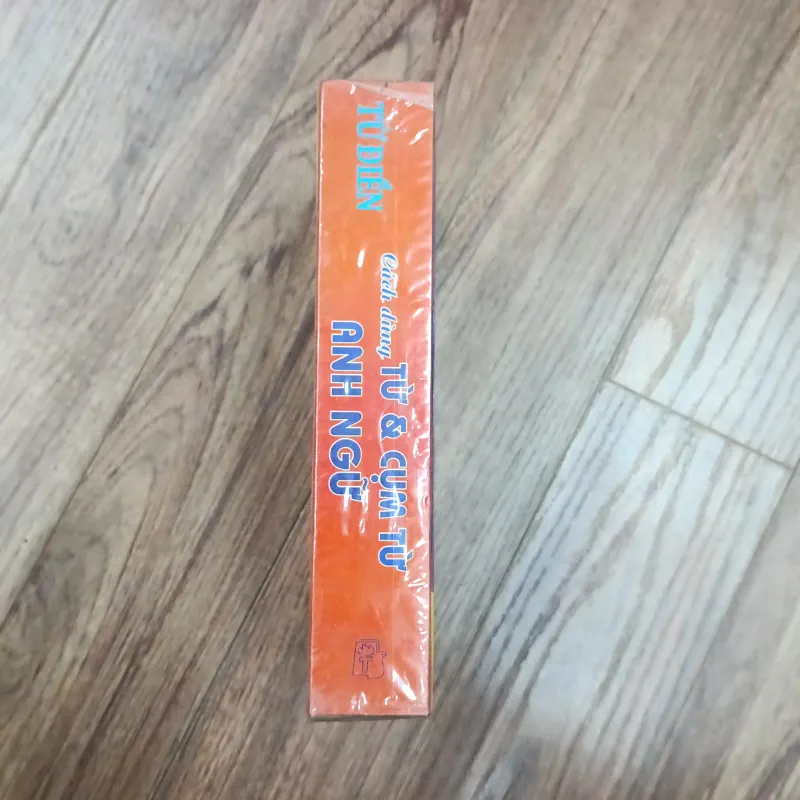 TỪ ĐIỂN
Cách dùng
TỪ & CỤM TỪ
ANH NGỮ